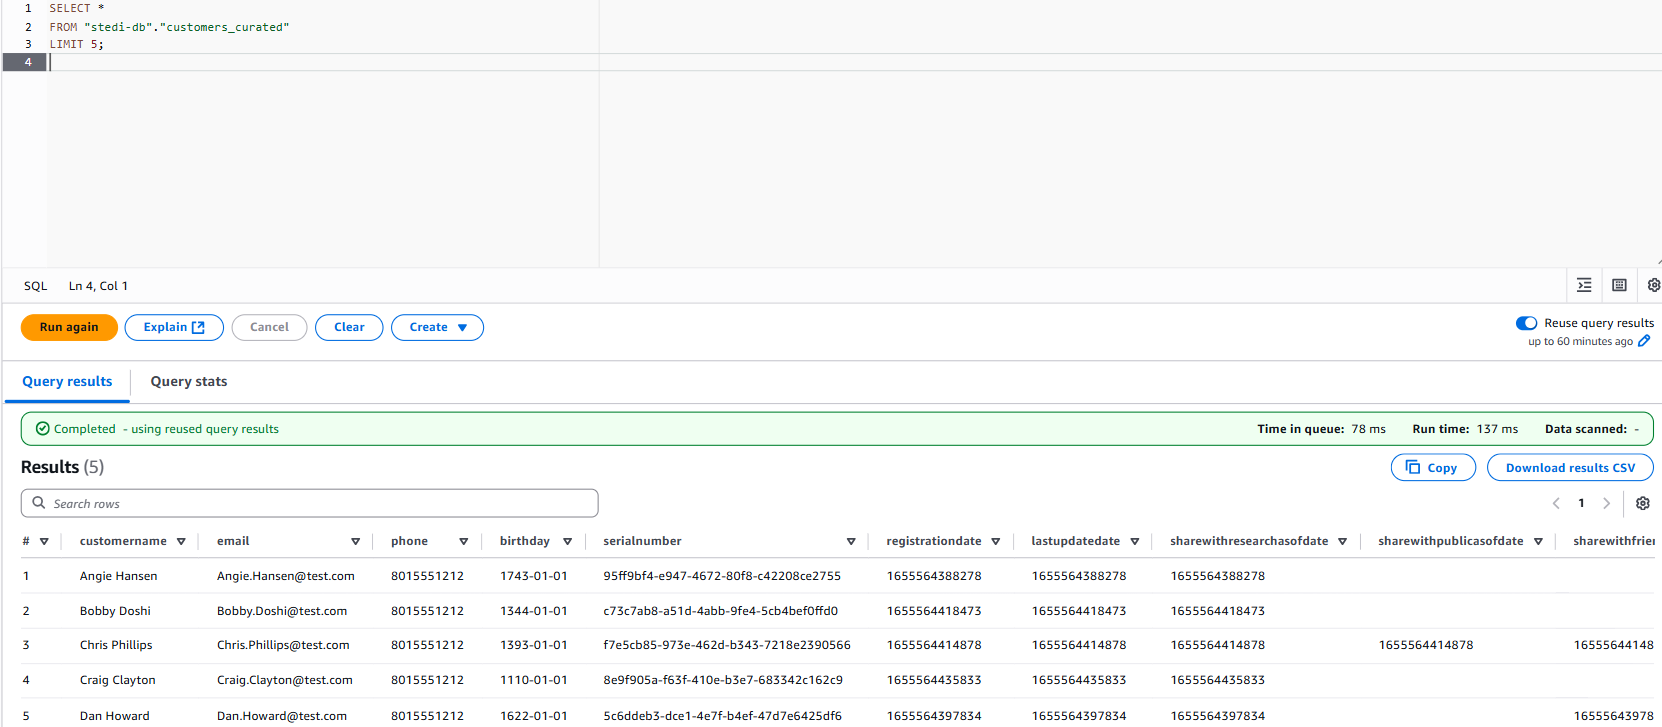 1 SELECT *
2 FROM "stedi-db"."customers_curated"
3 LIMIT 5;
4
SQL Ln 4, Col 1
Run again Explain Cancel Clear Create
Reuse query results
up to 60 minutes ago
Query results Query stats
Completed - using reused query results Time in queue: 78 ms Run time: 137 ms Data scanned: -
Results (5) Copy Download results CSV
Search rows 1
# customername email phone birthday serialnumber registrationdate lastupdatedate sharewithresearchasofdate sharewithpublicasofdate sharewithfrien
1 Angie Hansen Angie.Hansen@test.com 8015551212 1743-01-01 95ff9bf4-e947-4672-80f8-c42208ce2755 1655564388278 1655564388278 1655564388278
2 Bobby Doshi Bobby.Doshi@test.com 8015551212 1344-01-01 c73c7ab8-a51d-4abb-9fe4-5cb4bef0ffd0 1655564418473 1655564418473 1655564418473
3 Chris Phillips Chris.Phillips@test.com 8015551212 1393-01-01 f7e5cb85-973e-462d-b343-7218e2390566 1655564414878 1655564414878 1655564414878 1655564414878 16555644148
4 Craig Clayton Craig.Clayton@test.com 8015551212 1110-01-01 8e9f905a-f63f-410e-b3e7-683342c162c9 1655564435833 1655564435833 1655564435833
5 Dan Howard Dan.Howard@test.com 8015551212 1622-01-01 5c6ddeb3-dce1-4e7f-b4ef-47d7e6425df6 1655564397834 1655564397834 1655564397834 1655543978